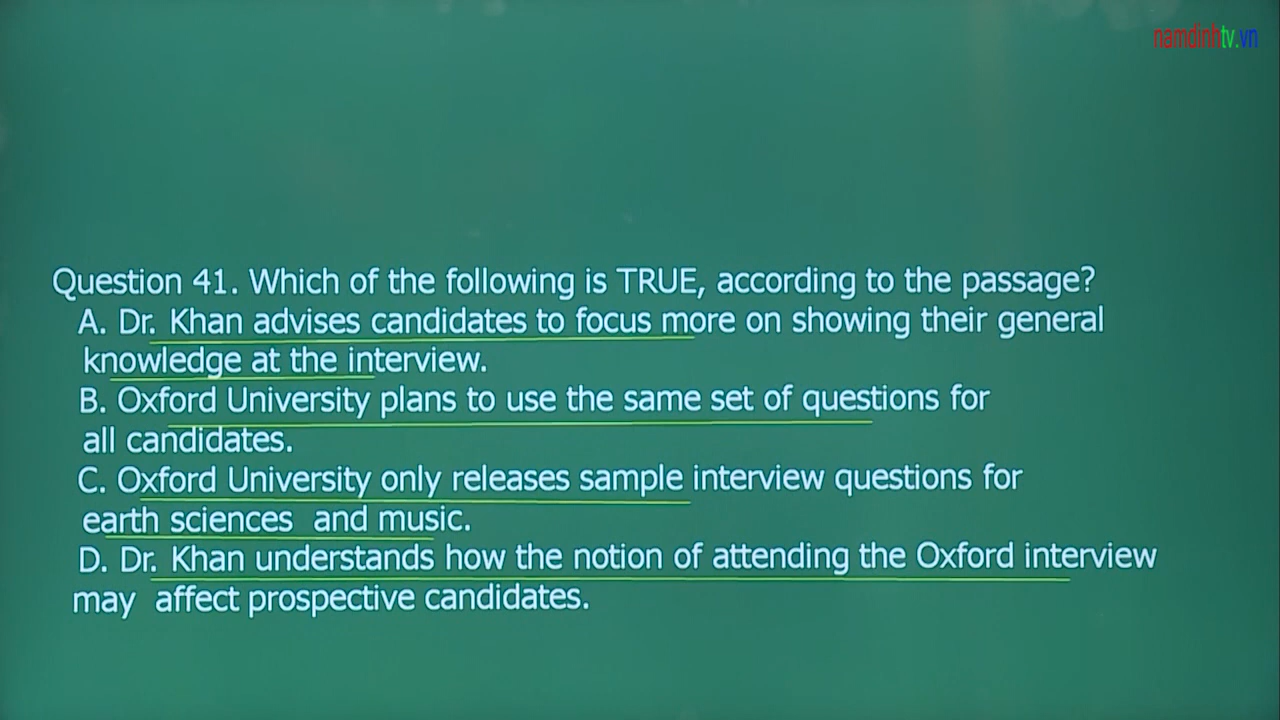 namdinhtv.vn
Question 41. Which of the following is TRUE, according to the passage?
A. Dr. Khan advises candidates to focus more on showing their general
knowledge at the interview.
B. Oxford University plans to use the same set of questions for
all candidates.
C. Oxford University only releases sample interview questions for
earth sciences and music.
D. Dr. Khan understands how the notion of attending the Oxford interview
may affect prospective candidates.